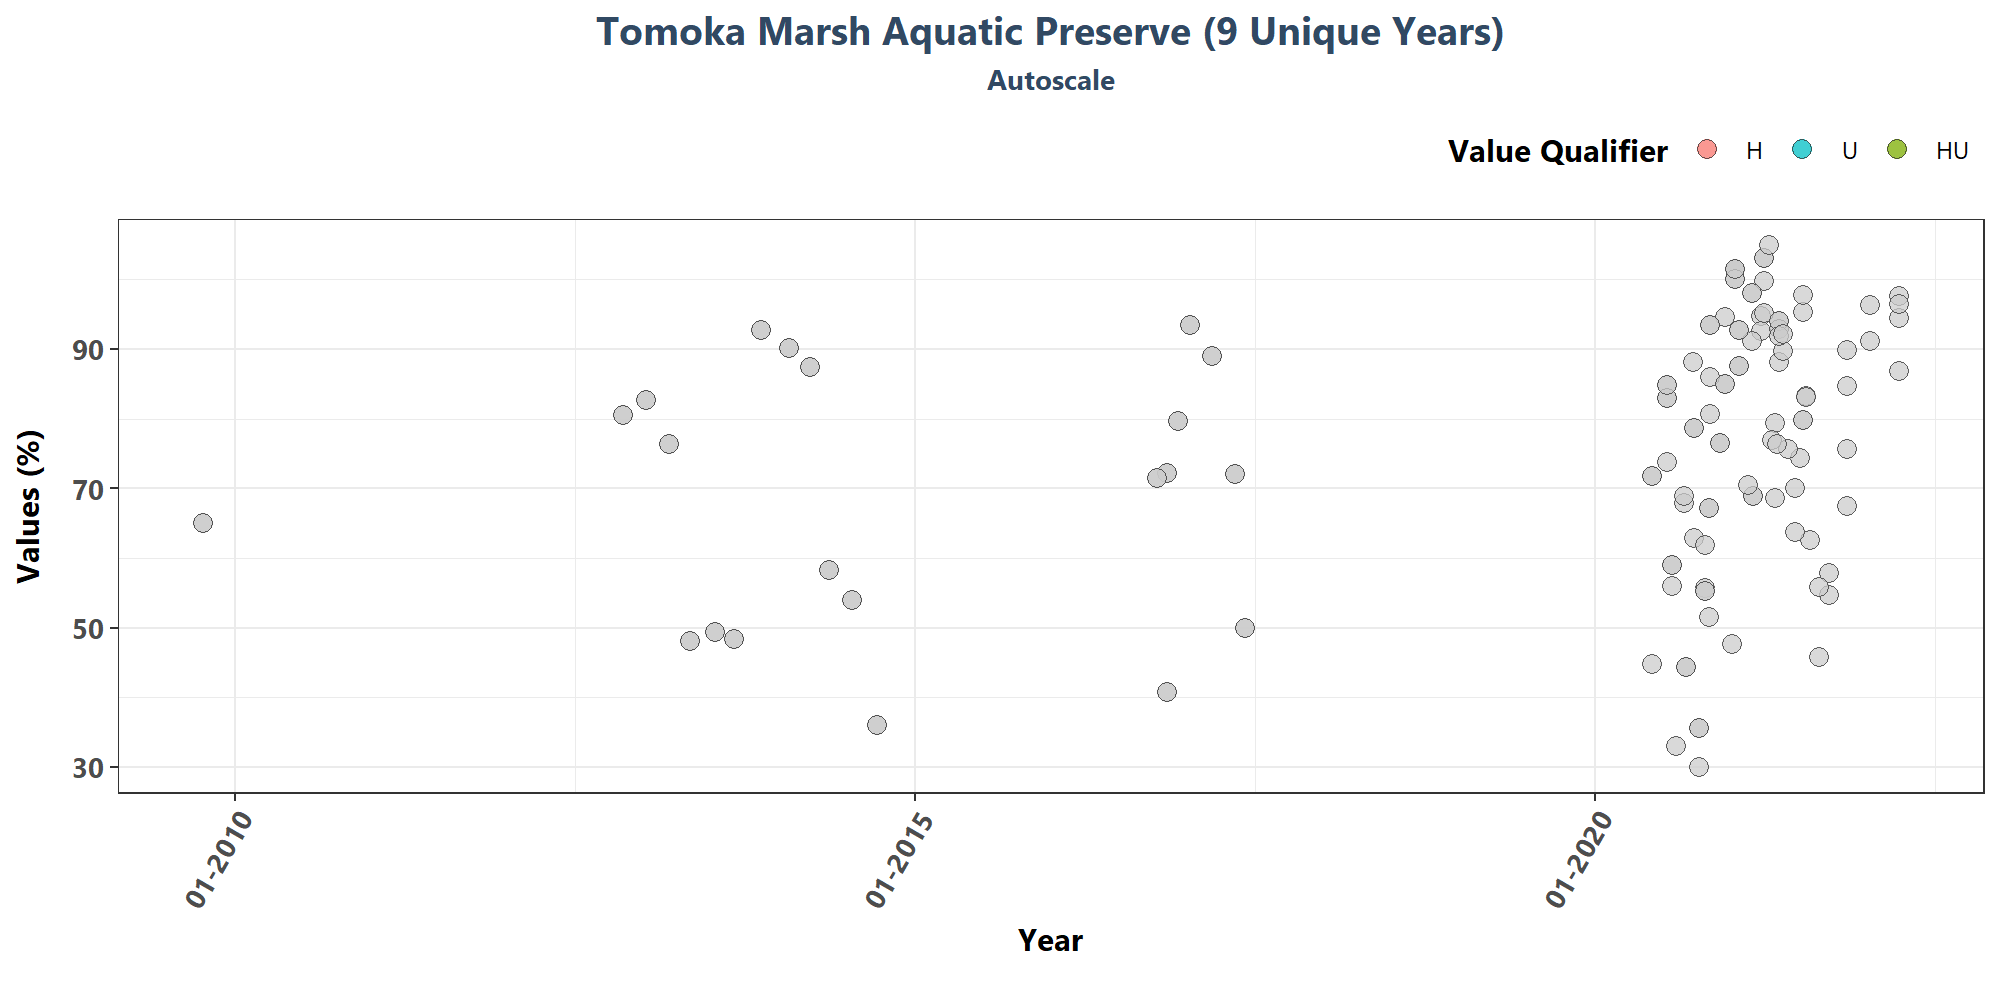 Tomoka Marsh Aquatic Preserve (9 Unique Years)
Autoscale
Value Qualifier H U HU
Values (%)
90
70
50
30
01-2010
01-2015
01-2020
Year